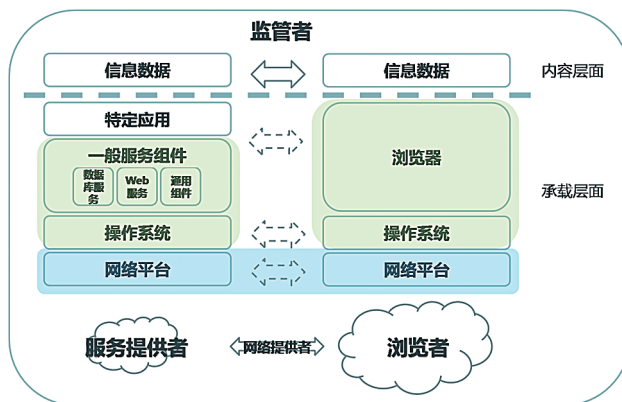 监管者
信息数据
信息数据
内容层面
特定应用
一般服务组件
数据
库服
务
Web
服务
通用
组件
浏览器
承载层面
操作系统
操作系统
网络平台
网络平台
服务提供者
网络提供者
浏览者